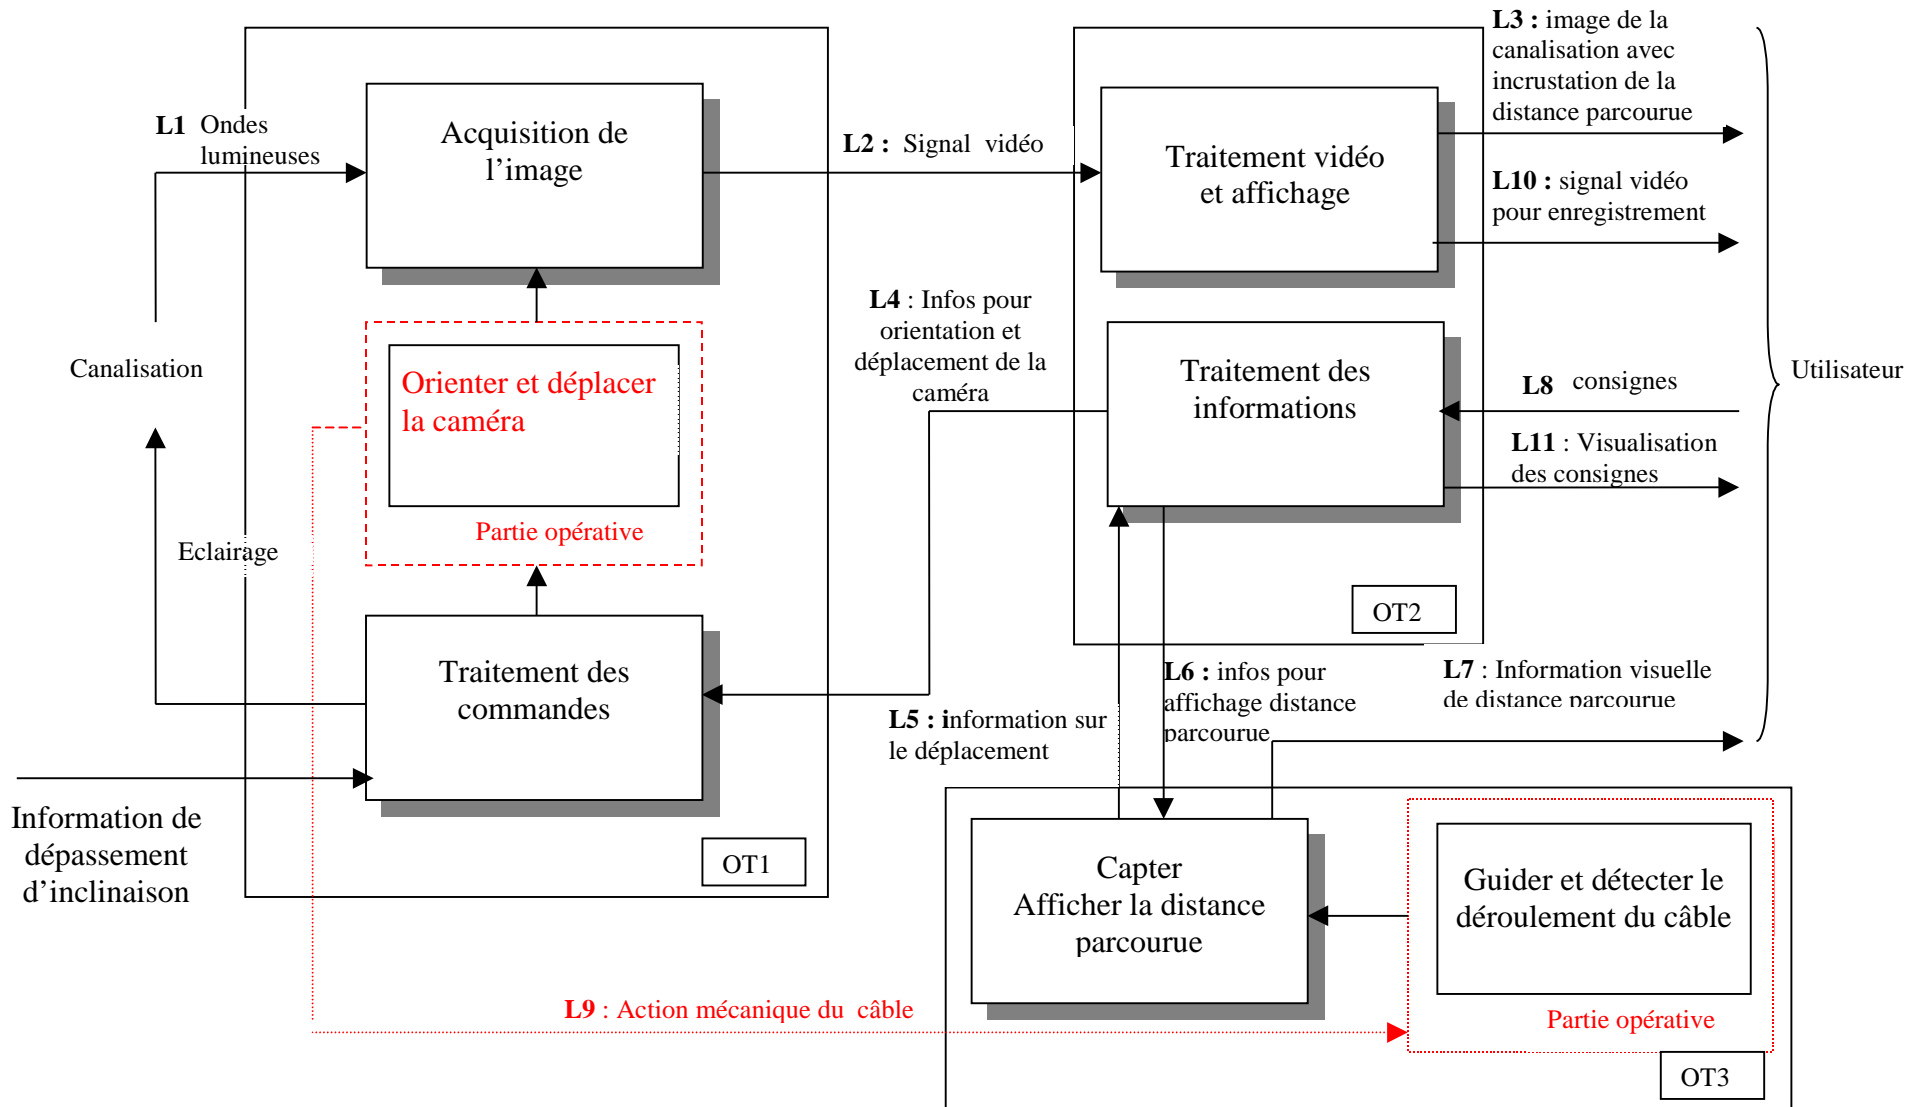 L3 : image de la
canalisation avec
incrustation de la
distance parcourue
L1 Ondes
lumineuses
Acquisition de
l’image
L2 : Signal vidéo
Traitement vidéo
et affichage
L10 : signal vidéo
pour enregistrement
L4 : Infos pour
orientation et
déplacement de la
caméra
Canalisation
Orienter et déplacer
la caméra
Partie opérative
Traitement des
informations
L8 consignes
Utilisateur
L11 : Visualisation
des consignes
Eclairage
OT2
Traitement des
commandes
L6 : infos pour
affichage distance
parcourue
L7 : Information visuelle
de distance parcourue
L5 : information sur
le déplacement
Information de
dépassement
d’inclinaison
OT1
Capter
Afficher la distance
parcourue
Guider et détecter le
déroulement du câble
L9 : Action mécanique du câble
Partie opérative
OT3